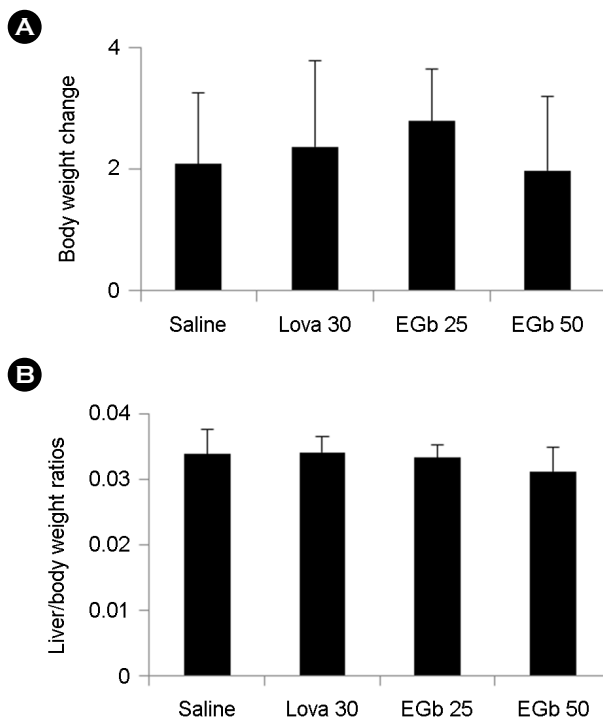 A
Body weight change
4
2
0
Saline Lova 30 EGb 25 EGb 50
B
Liver/body weight ratios
0.04
0.03
0.02
0.01
0
Saline Lova 30 EGb 25 EGb 50